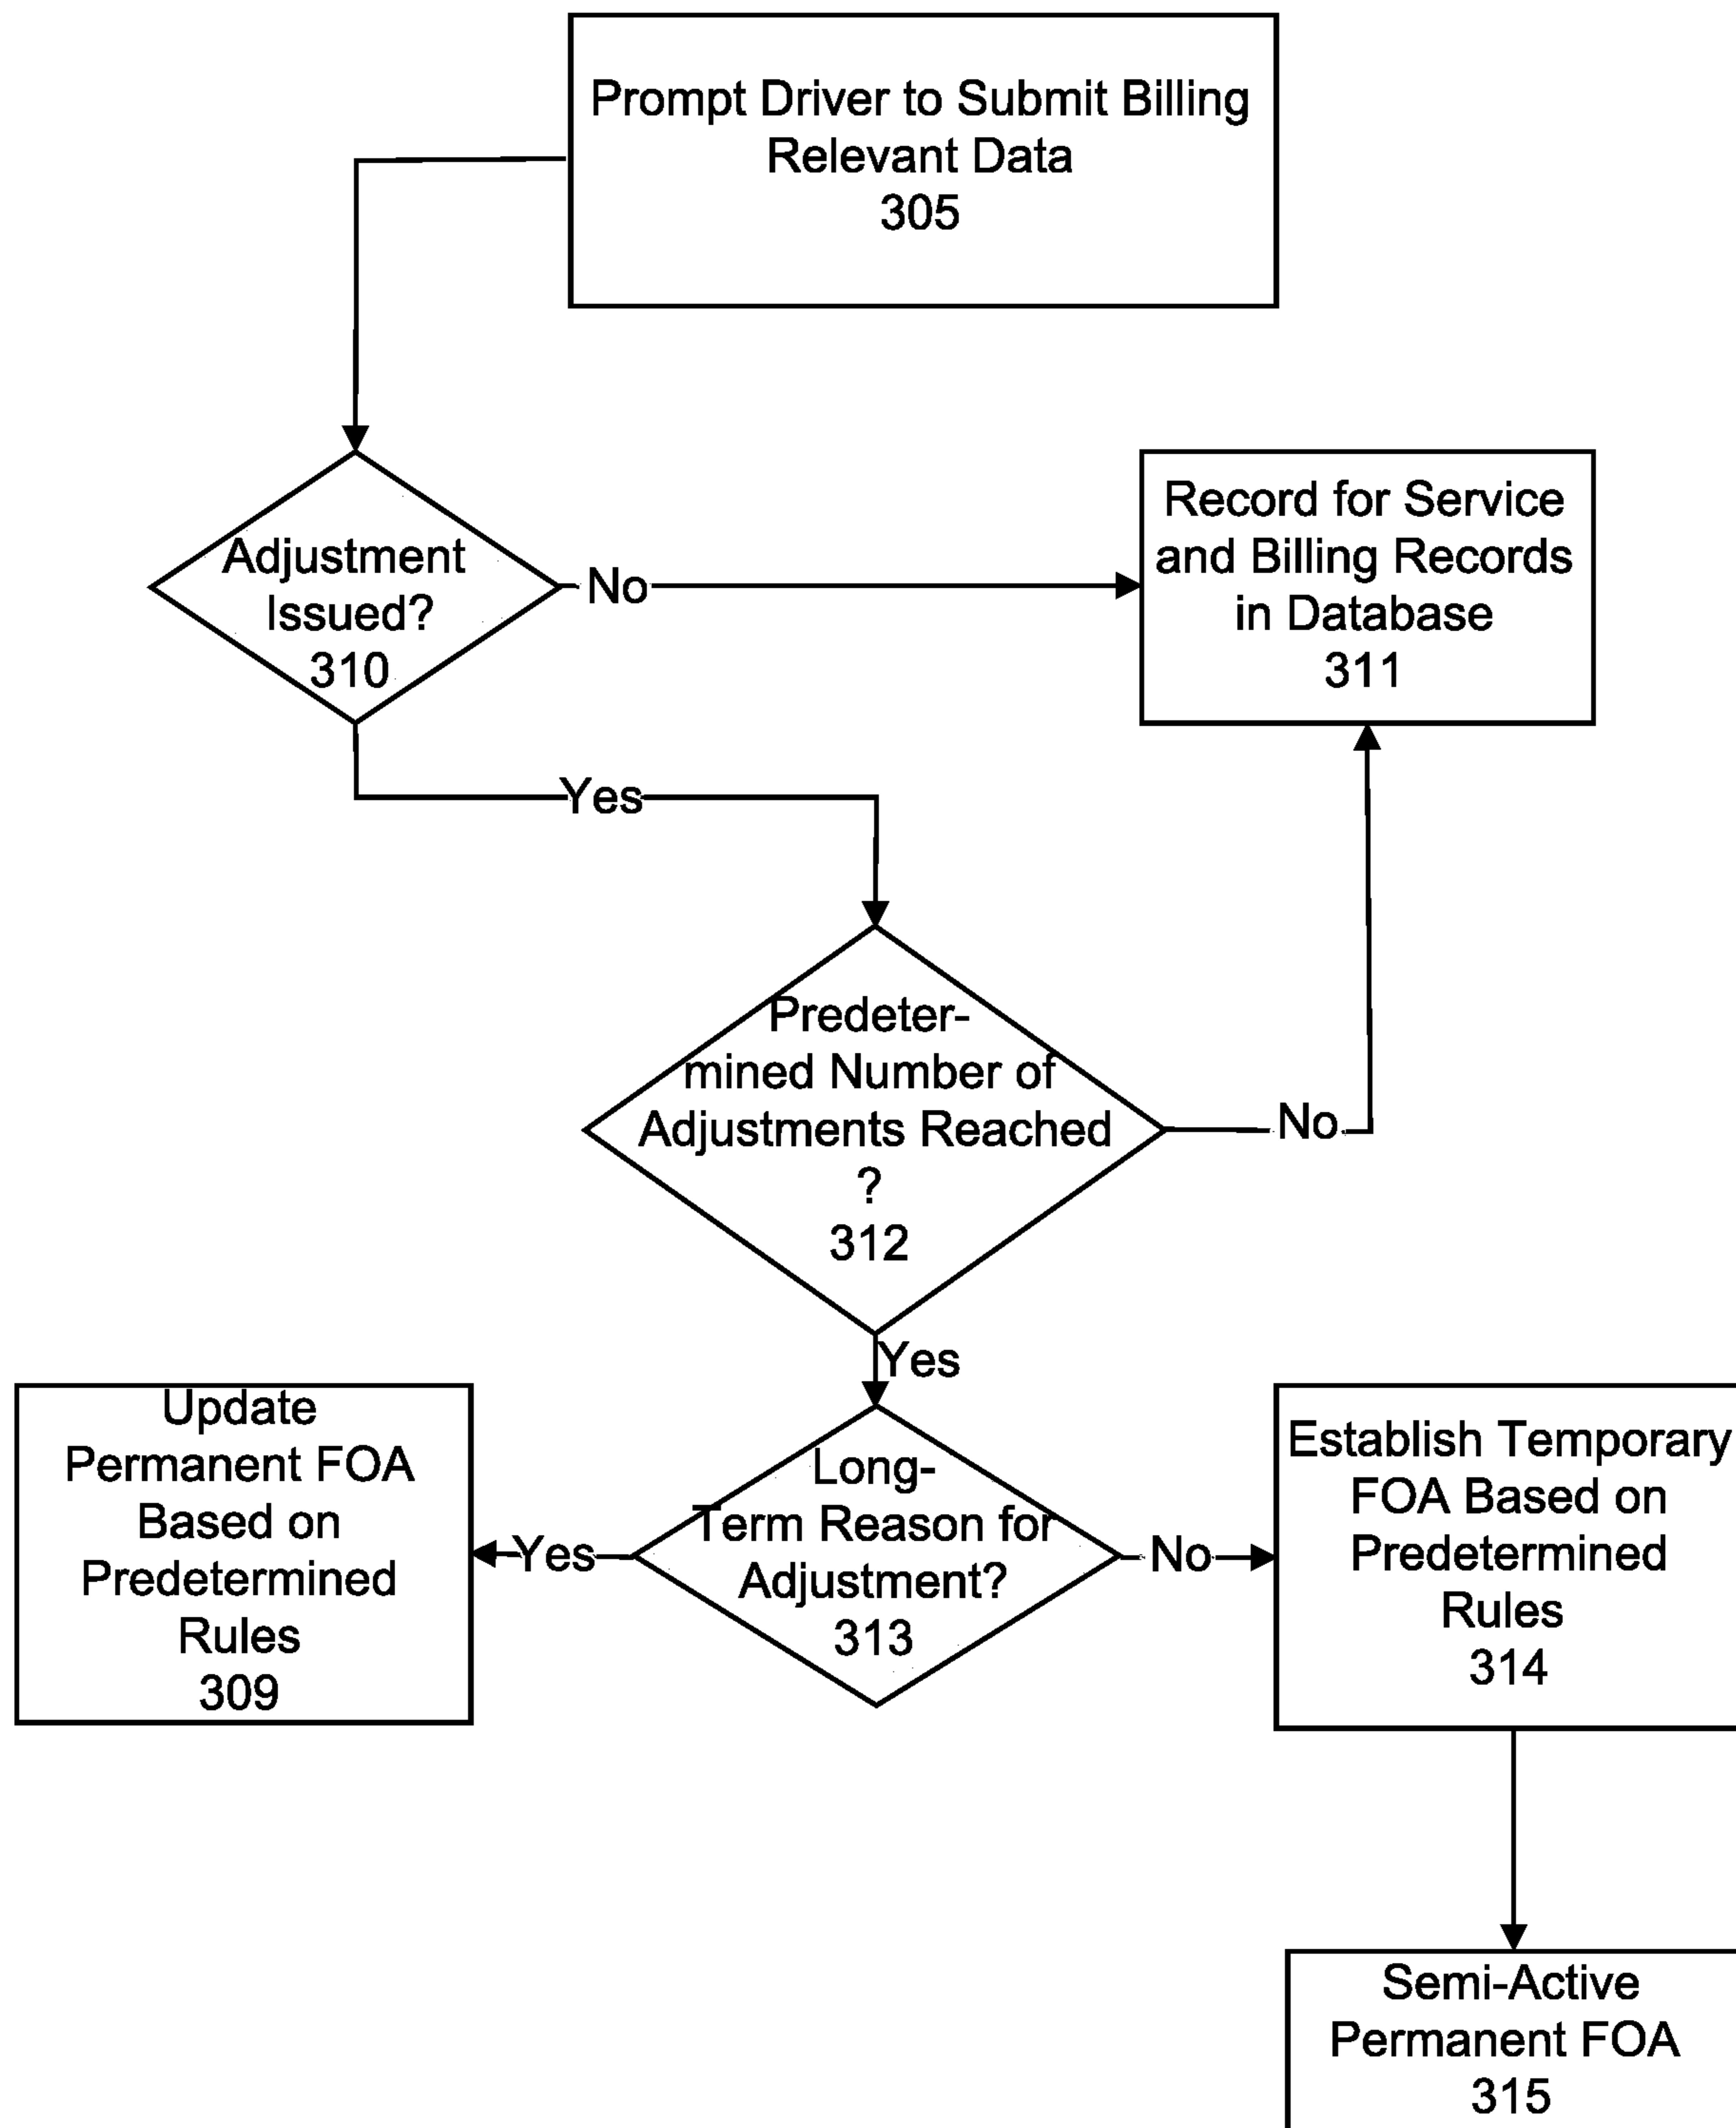 Prompt Driver to Submit Billing
Relevant Data
305
Adjustment
Issued?
310
No
Record for Service
and Billing Records
in Database
311
Yes
Predeter-
mined Number of
Adjustments Reached
?
312
No
Yes
Update
Permanent FOA
Based on
Predetermined
Rules
309
Yes
Long-
Term Reason for
Adjustment?
313
No
Establish Temporary
FOA Based on
Predetermined
Rules
314
Semi-Active
Permanent FOA
315